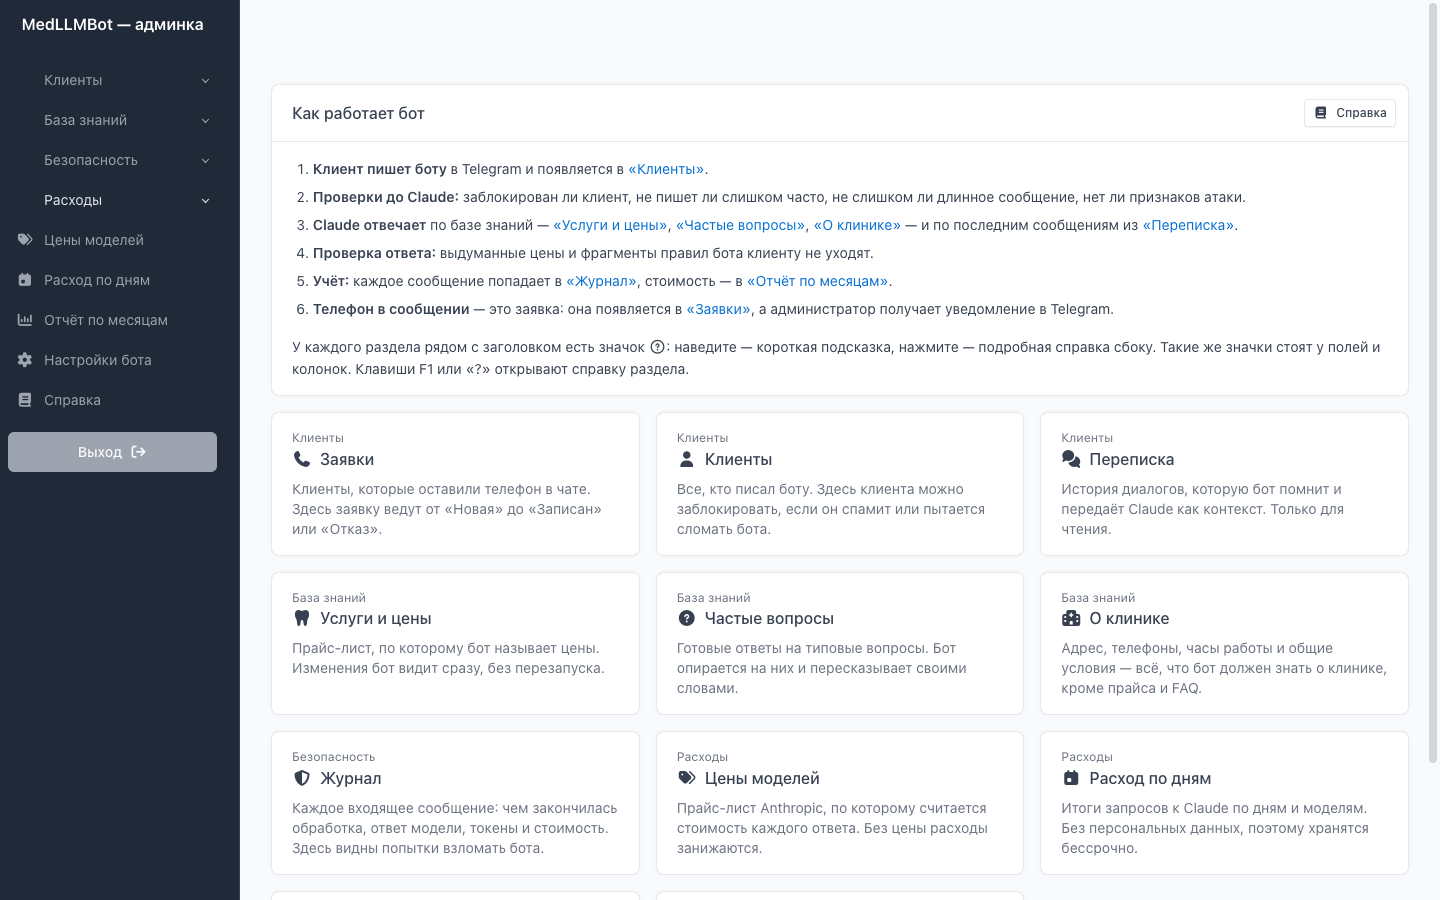 MedLLMBot — админка
Клиенты
База знаний
Безопасность
Расходы
Цены моделей
Расход по дням
Отчёт по месяцам
Настройки бота
Справка
Выход
Как работает бот
Справка
1. Клиент пишет боту в Telegram и появляется в «Клиенты».
2. Проверки до Claude: заблокирован ли клиент, не пишет ли слишком часто, не слишком ли длинное сообщение, нет ли признаков атаки.
3. Claude отвечает по базе знаний — «Услуги и цены», «Частые вопросы», «О клинике» — и по последним сообщениям из «Переписка».
4. Проверка ответа: выдуманные цены и фрагменты правил бота клиенту не уходят.
5. Учёт: каждое сообщение попадает в «Журнал», стоимость — в «Отчёт по месяцам».
6. Телефон в сообщении — это заявка: она появляется в «Заявки», а администратор получает уведомление в Telegram.
У каждого раздела рядом с заголовком есть значок ?: наведите — короткая подсказка, нажмите — подробная справка сбоку. Такие же значки стоят у полей и
колонок. Клавиши F1 или «?» открывают справку раздела.
Клиенты
Заявки
Клиенты, которые оставили телефон в чате.
Здесь заявку ведут от «Новая» до «Записан»
или «Отказ».
Клиенты
Клиенты
Все, кто писал боту. Здесь клиента можно
заблокировать, если он спамит или пытается
сломать бота.
Клиенты
Переписка
История диалогов, которую бот помнит и
передаёт Claude как контекст. Только для
чтения.
База знаний
Услуги и цены
Прайс-лист, по которому бот называет цены.
Изменения бот видит сразу, без перезапуска.
База знаний
Частые вопросы
Готовые ответы на типовые вопросы. Бот
опирается на них и пересказывает своими
словами.
База знаний
О клинике
Адрес, телефоны, часы работы и общие
условия — всё, что бот должен знать о клинике,
кроме прайса и FAQ.
Безопасность
Журнал
Каждое входящее сообщение: чем закончилась
обработка, ответ модели, токены и стоимость.
Здесь видны попытки взломать бота.
Расходы
Цены моделей
Прайс-лист Anthropic, по которому считается
стоимость каждого ответа. Без цены расходы
занижаются.
Расходы
Расход по дням
Итоги запросов к Claude по дням и моделям.
Без персональных данных, поэтому хранятся
бессрочно.